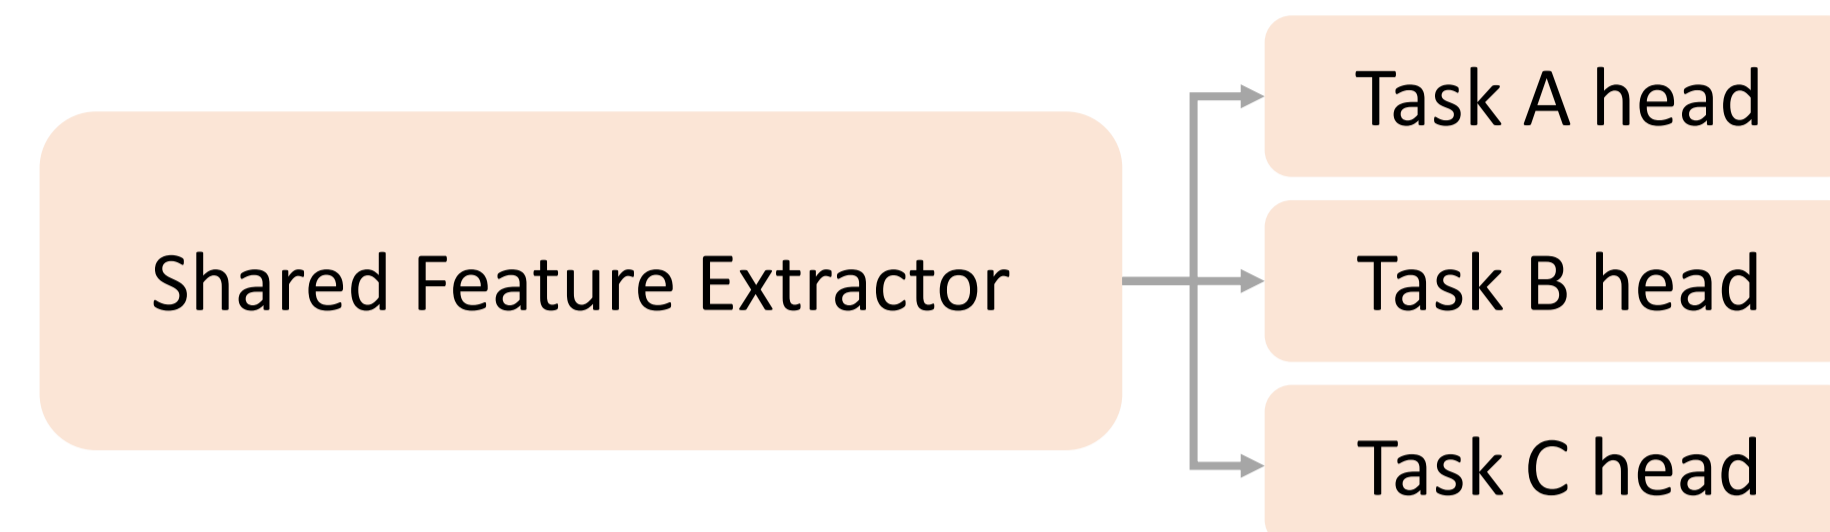 Task A head
Shared Feature Extractor
Task B head
Task C head